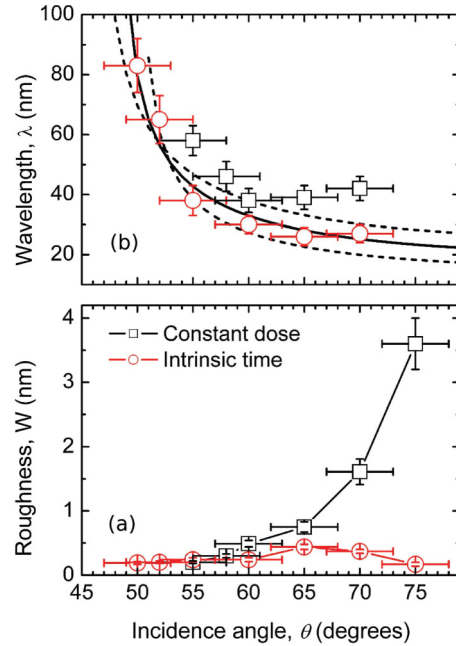 100
80
60
40
20
Wavelength, λ (nm)
(b)
4
3
2
1
0
Roughness, W (nm)
Constant dose
Intrinsic time
(a)
45 50 55 60 65 70 75
Incidence angle, θ (degrees)